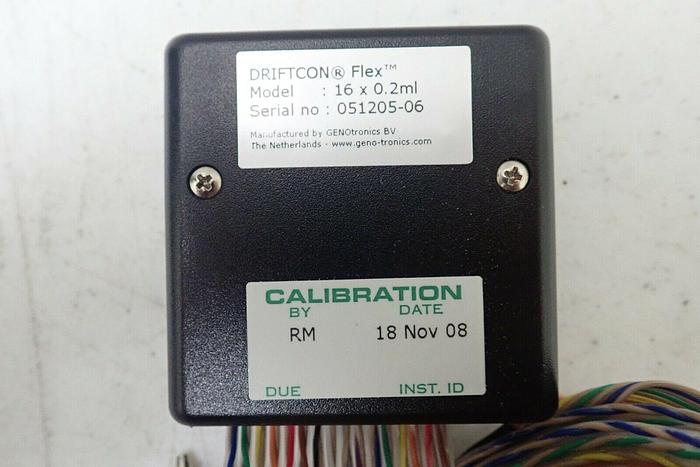 DRIFTCON® Flex™
Model : 16 x 0.2ml
Serial no : 051205-06
Manufactured by GENOtronics BV
The Netherlands - www.geno-tronics.com
CALIBRATION
BY DATE
RM 18 Nov 08
DUE INST. ID